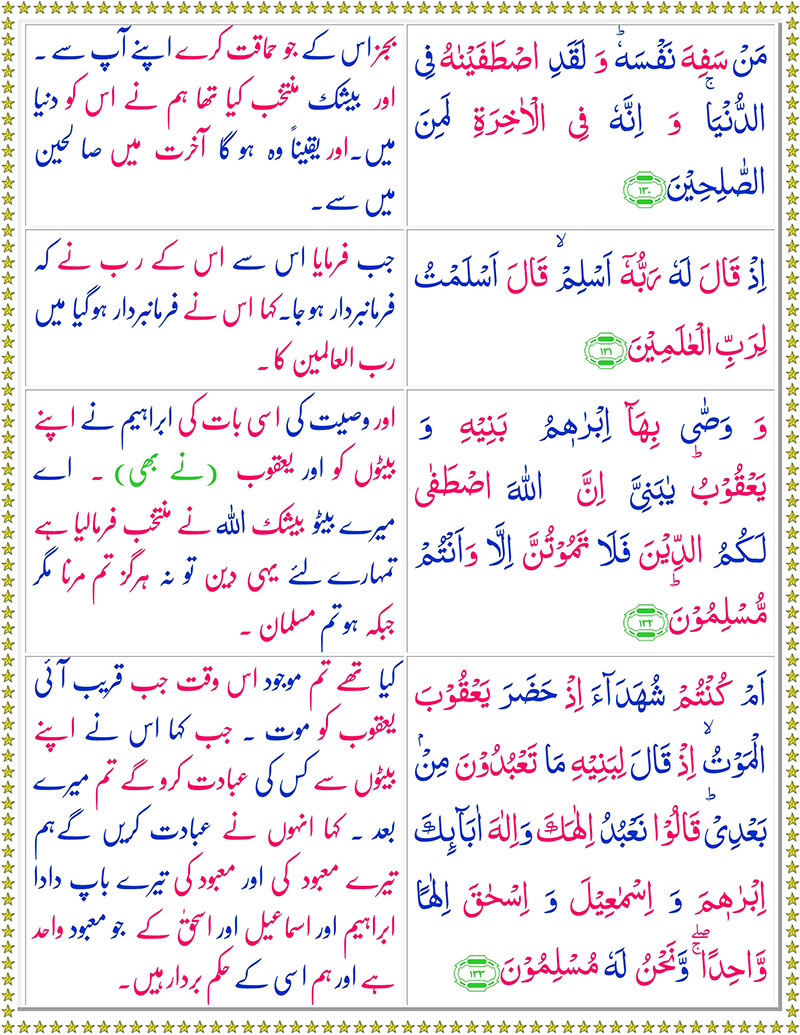 مَنْ سَفِهَ نَفْسَهٗ ؕ وَ لَقَدِ اصْطَفَیْنٰهُ فِی
الدُّنْیَا ۚ وَ اِنَّهٗ فِی الْاٰخِرَةِ لَمِنَ
الصّٰلِحِیْنَ ۱۳۰
بجز اس کے جو حماقت کرے اپنے آپ سے ۔
اور بیشک منتخب کیا تھا ہم نے اس کو دنیا
میں۔ اور یقیناً وہ ہو گا آخرت میں صالحین
میں سے۔
اِذْ قَالَ لَهٗ رَبُّهٗۤ اَسْلِمْ ۙ قَالَ اَسْلَمْتُ
لِرَبِّ الْعٰلَمِیْنَ ۱۳۱
جب فرمایا اس سے اس کے رب نے کہ
فرمانبردار ہو جا۔ کہا اس نے فرمانبردار ہوگیا میں
رب العالمین کا ۔
وَ وَصّٰی بِهَاۤ اِبْرٰهٖمُ بَنِیْهِ وَ
یَعْقُوْبُ ؕ یٰبَنِیَّ اِنَّ اللّٰهَ اصْطَفٰی
لَكُمُ الدِّیْنَ فَلَا تَمُوْتُنَّ اِلَّا وَاَنْتُمْ
مُّسْلِمُوْنَ ؕ ۱۳۲
اور وصیت کی اسی بات کی ابراہیم نے اپنے
بیٹوں کو اور یعقوب (نے بھی) ۔ اے
میرے بیٹو بیشک اللہ نے منتخب فرمالیا ہے
تمہارے لئے یہی دین تو نہ ہرگز تم مرنا مگر
جبکہ ہو تم مسلمان ۔
اَمْ كُنْتُمْ شُهَدَآءَ اِذْ حَضَرَ یَعْقُوْبَ
الْمَوْتُ ۙ اِذْ قَالَ لِبَنِیْهِ مَا تَعْبُدُوْنَ مِنْۢ
بَعْدِیْ ؕ قَالُوْا نَعْبُدُ اِلٰهَكَ وَاِلٰهَ اٰبَآئِكَ
اِبْرٰهٖمَ وَ اِسْمٰعِیْلَ وَ اِسْحٰقَ اِلٰهًا
وَّاحِدًا ۖۚ وَّنَحْنُ لَهٗ مُسْلِمُوْنَ ۱۳۳
کیا تھے تم موجود اس وقت جب قریب آئی
یعقوب کو موت ۔ جب کہا اس نے اپنے
بیٹوں سے کس کی عبادت کروگے تم میرے
بعد ۔ کہا انہوں نے عبادت کریں گے ہم
تیرے معبود کی اور معبود کی تیرے باپ دادا
ابراہیم اور اسماعیل اور اسحٰق کے جو معبود واحد
ہے اور ہم اسی کے حکم بردار ہیں۔